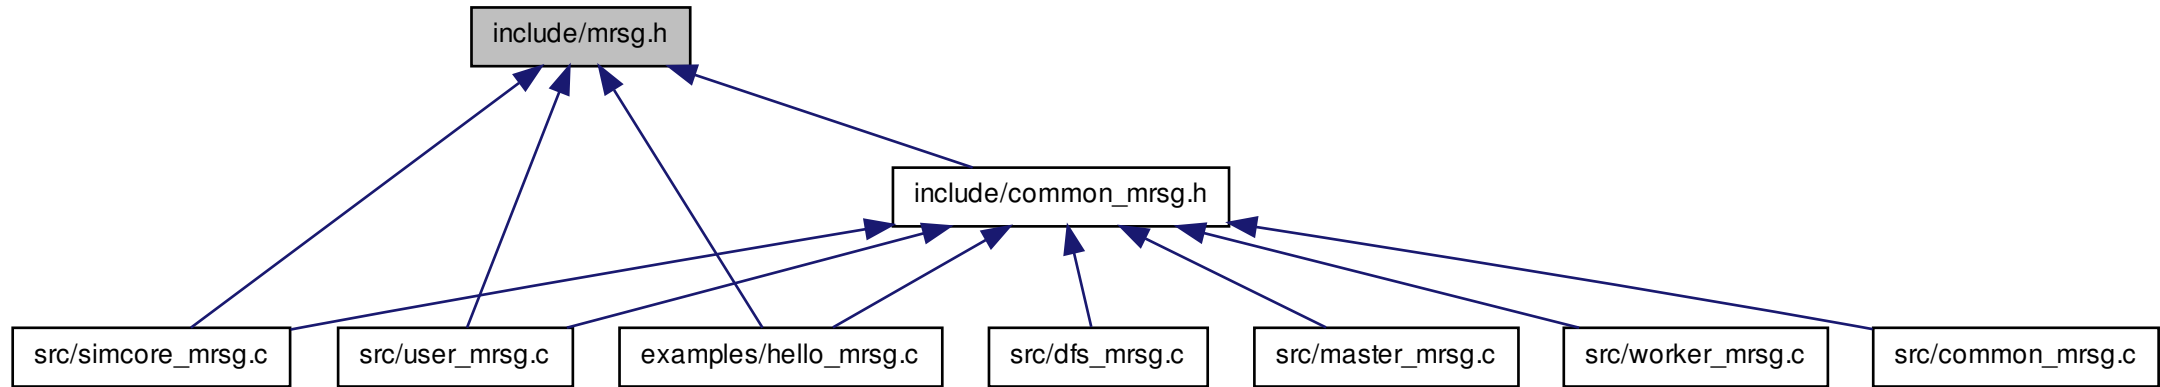 include/mrsg.h
include/common_mrsg.h
src/simcore_mrsg.c
src/user_mrsg.c
examples/hello_mrsg.c
src/dfs_mrsg.c
src/master_mrsg.c
src/worker_mrsg.c
src/common_mrsg.c